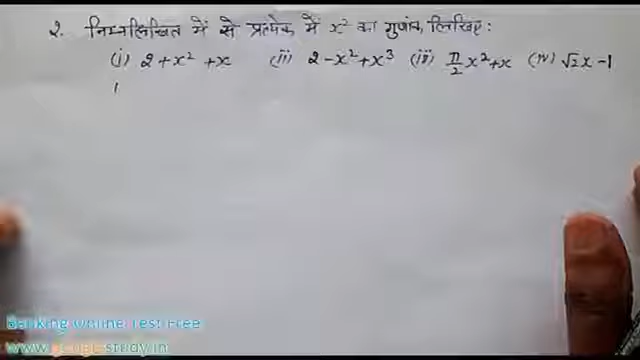 2. निम्नलिखित में से प्रत्येक में x² का गुणांक लिखिए:
(i) 2+x²+x (ii) 2-x²+x³ (iii) π/2 x²+x (iv) √2x-1
Banking Online Test Free